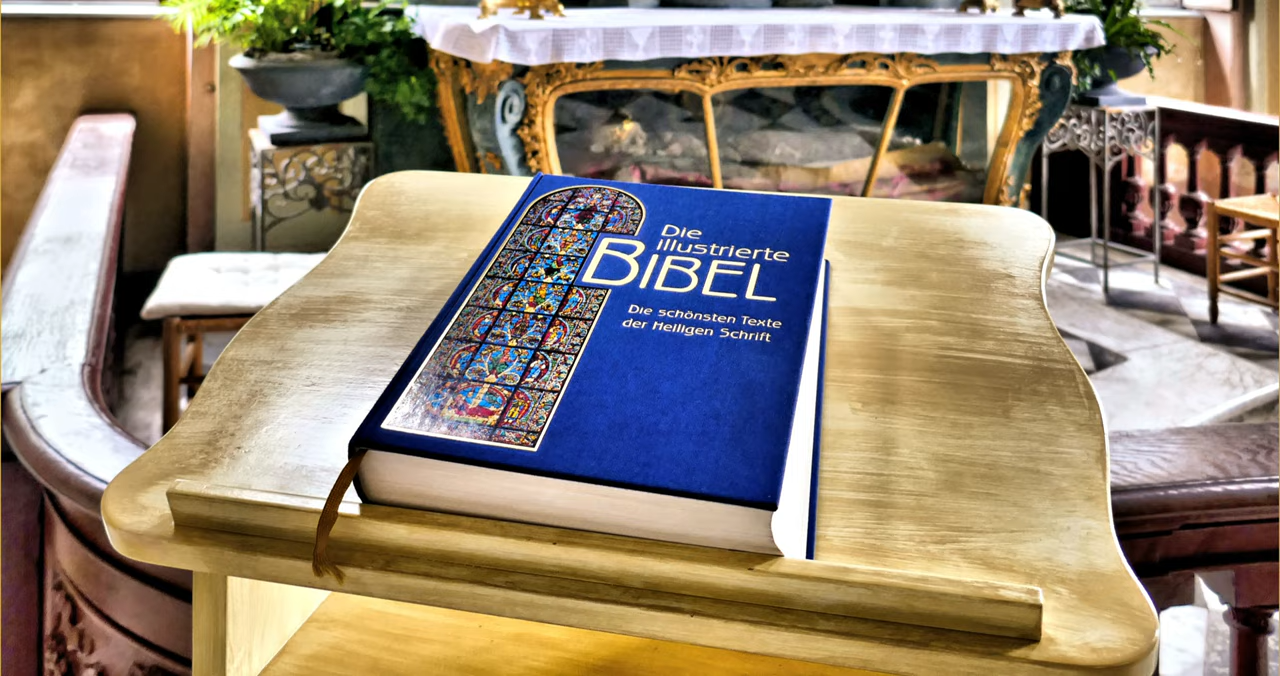 Die
illustrierte
BIBEL
Die schönsten Texte
der Heiligen Schrift